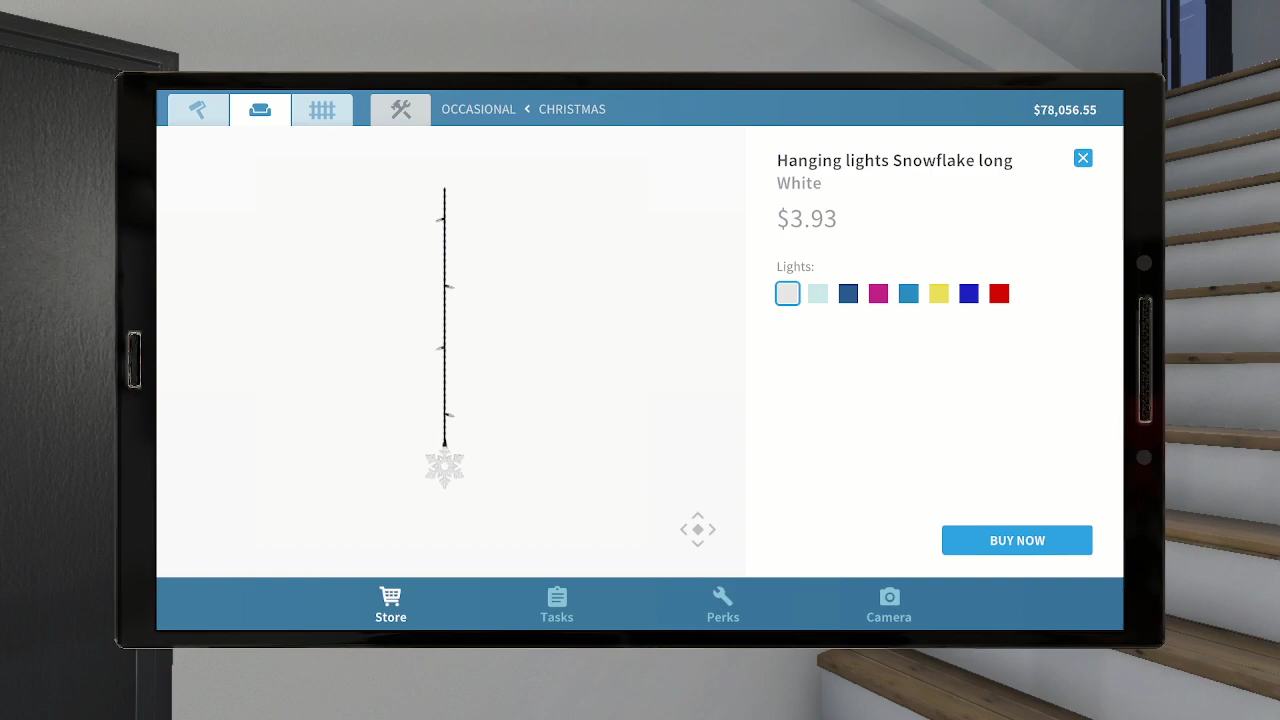 OCCASIONAL CHRISTMAS
$78,056.55
Hanging lights Snowflake long
White
$3.93
Lights:
BUY NOW
Store
Tasks
Perks
Camera